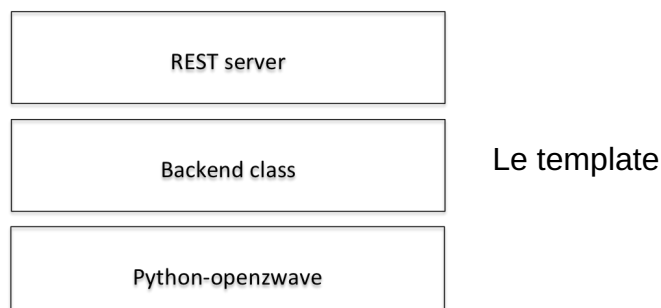 REST server
Backend class
Le template
Python-openzwave